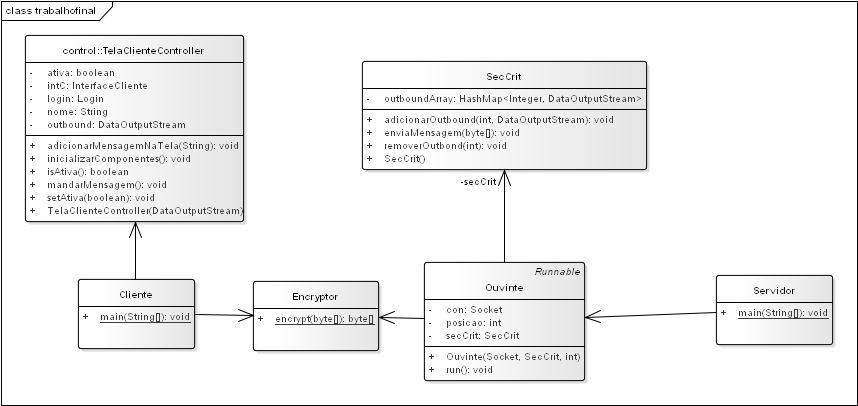 class trabalhofinal
control::TelaClienteController
- ativa: boolean
- intC: InterfaceCliente
- login: Login
- nome: String
- outbound: DataOutputStream
+ adicionarMensagemNaTela(String): void
+ inicializarComponentes(): void
+ isAtiva(): boolean
+ mandarMensagem(): void
+ setAtiva(boolean): void
+ TelaClienteController(DataOutputStream)
SecCrit
- outboundArray: HashMap<Integer, DataOutputStream>
+ adicionarOutbound(int, DataOutputStream): void
+ enviaMensagem(byte[]): void
+ removerOutbond(int): void
+ SecCrit()
-secCrit
Cliente
+ main(String[]): void
Encryptor
+ encrypt(byte[]): byte[]
Runnable
Ouvinte
- con: Socket
- posicao: int
- secCrit: SecCrit
+ Ouvinte(Socket, SecCrit, int)
+ run(): void
Servidor
+ main(String[]): void